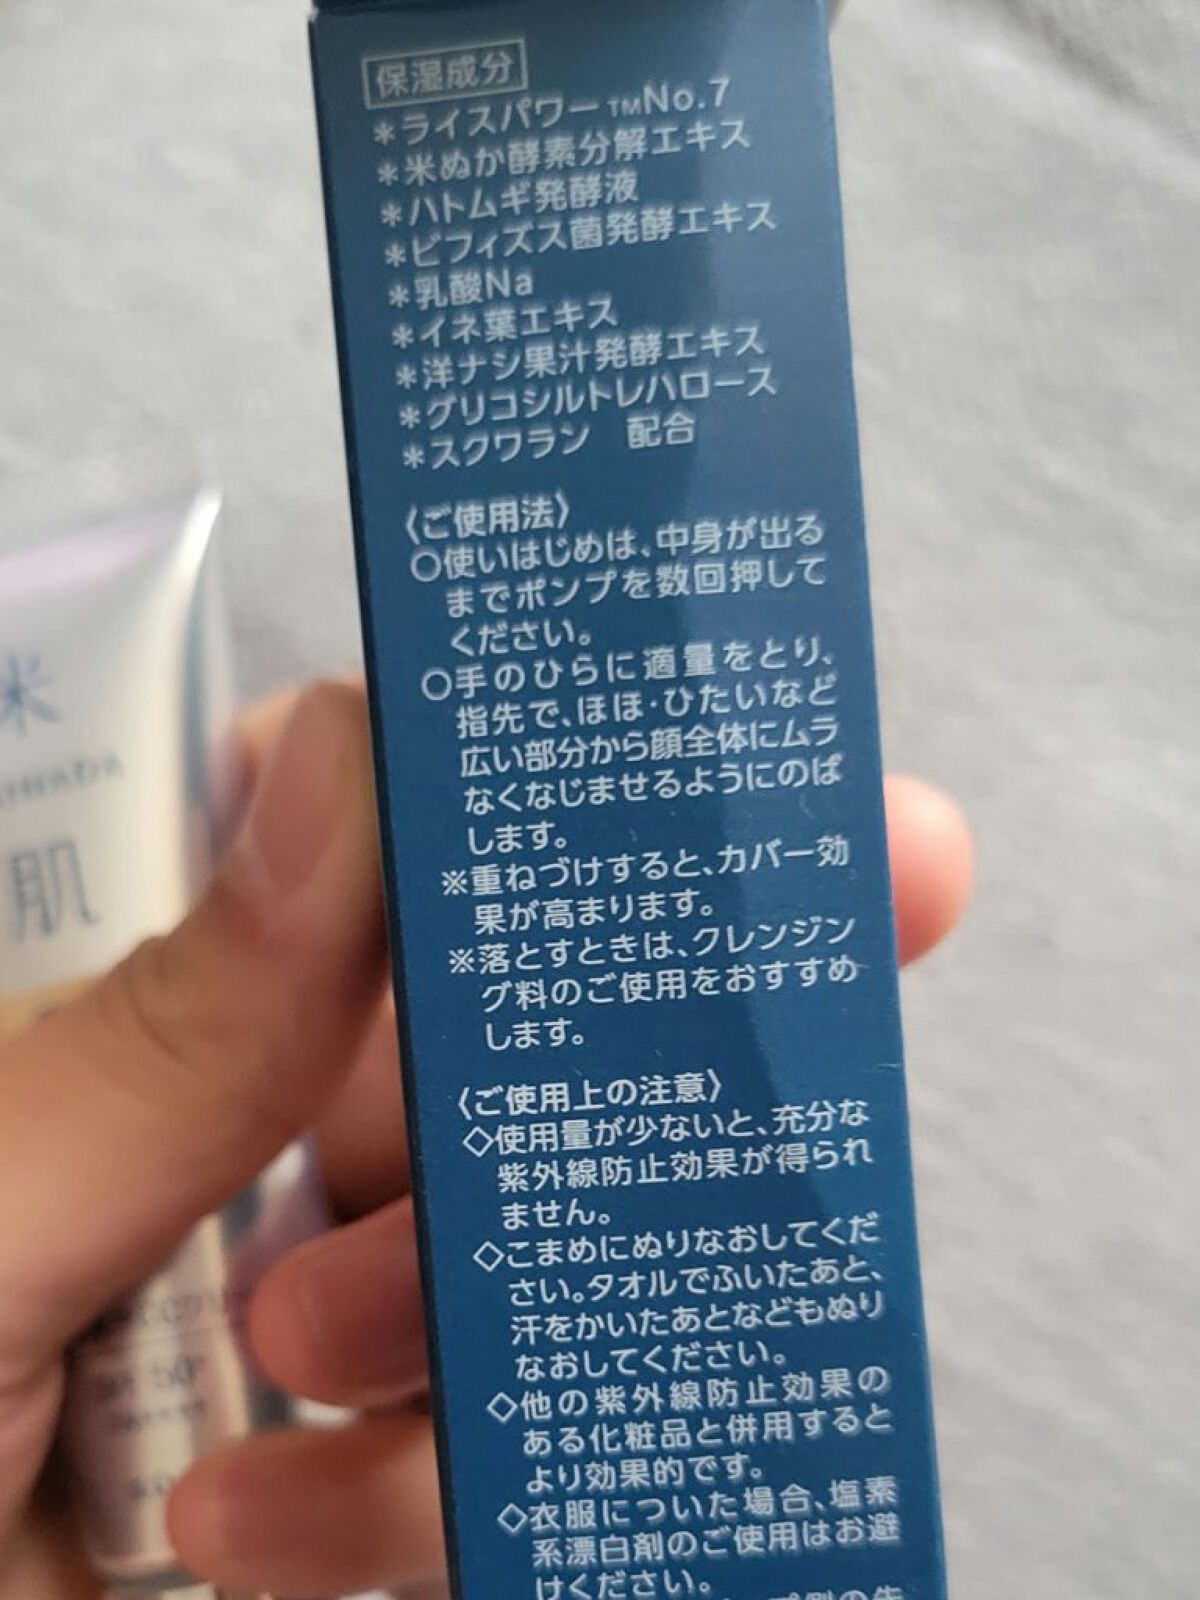 保湿成分
*ライスパワー™No.7
*米ぬか酵素分解エキス
*ハトムギ発酵液
*ビフィズス菌発酵エキス
*乳酸Na
*イネ葉エキス
*洋ナシ果汁発酵エキス
*グリコシルトレハロース
*スクワラン　配合
〈ご使用法〉
○使いはじめは、中身が出る
までポンプを数回押して
ください。
○手のひらに適量をとり、
指先で、ほほ・ひたいなど
広い部分から顔全体にムラ
なくなじませるようにのば
します。
※重ねづけすると、カバー効
果が高まります。
※落とすときは、クレンジン
グ料のご使用をおすすめ
します。
〈ご使用上の注意〉
◇使用量が少ないと、充分な
紫外線防止効果が得られ
ません。
◇こまめにぬりなおしてくだ
さい。タオルでふいたあと、
汗をかいたあとなどもぬり
なおしてください。
◇他の紫外線防止効果の
ある化粧品と併用すると
より効果的です。
◇衣服についた場合、塩素
系漂白剤のご使用はお避
けください。
米
肌